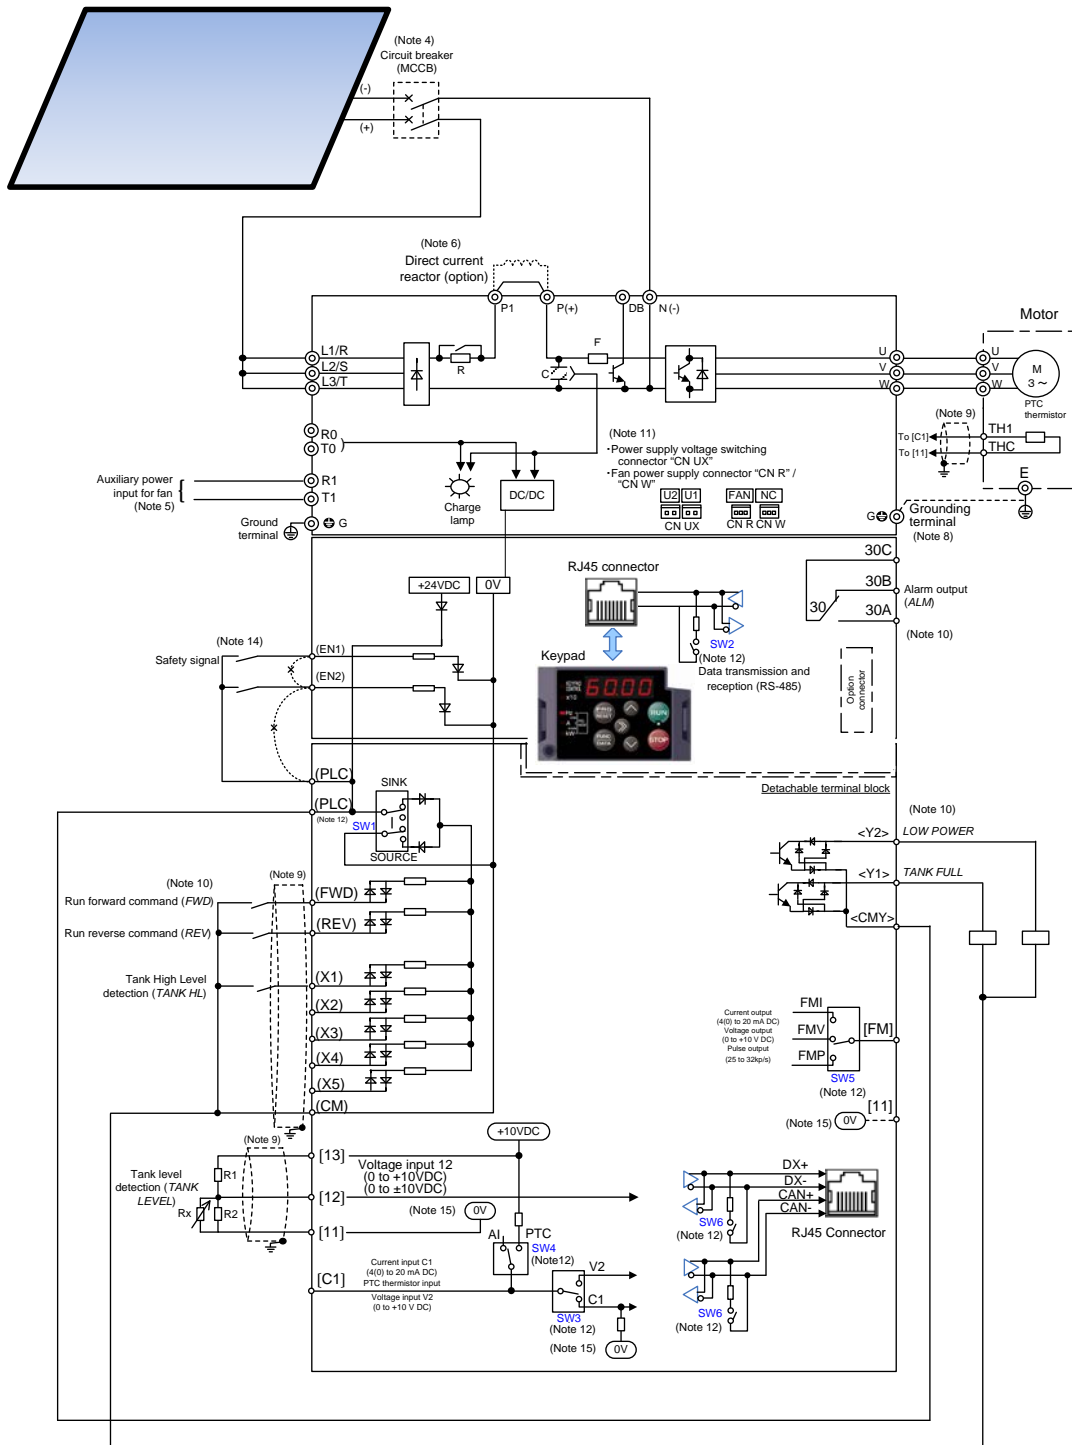 (Note 4)
Circuit breaker
(MCCB)
(-)
(+)
(Note 6)
Direct current
reactor (option)
P1
P(+)
DB
N(-)
Motor
L1/R
L2/S
L3/T
R
C
F
U
V
W
U
V
W
M
3 ~
PTC
thermistor
(Note 9)
To [C1]
To [11]
TH1
THC
E
R0
T0
(Note 11)
・Power supply voltage switching
connector “CN UX”
・Fan power supply connector “CN R” /
“CN W”
Auxiliary power
input for fan
(Note 5)
R1
T1
Charge
lamp
DC/DC
U2 U1
CN UX
FAN NC
CN R CN W
Ground
terminal
G
G
Grounding
terminal
(Note 8)
+24VDC
0V
RJ45 connector
30C
30B
30
30A
Alarm output
(ALM)
(Note 10)
SW2
(Note 12)
Data transmission and
reception (RS-485)
Keypad
60.00
x10
Hz
A
kW
RUN
STOP
Option
connector
(Note 14)
Safety signal
(EN1)
(EN2)
(PLC)
(PLC)
(Note 12)
SINK
SW1
SOURCE
Detachable terminal block
(Note 10)
<Y2>
LOW POWER
<Y1>
TANK FULL
<CMY>
(Note 10)
(Note 9)
Run forward command (FWD)
(FWD)
Run reverse command (REV)
(REV)
Tank High Level
detection (TANK HL)
(X1)
(X2)
(X3)
(X4)
(X5)
(CM)
Current output
(4(0) to 20 mA DC)
Voltage output
(0 to +10 V DC)
Pulse output
(25 to 32kp/s)
FMI
FMV
FMP
[FM]
SW5
(Note 12)
[11]
(Note 15)
0V
(Note 9)
+10VDC
[13]
Voltage input 12
(0 to +10VDC)
(0 to ±10VDC)
Tank level
detection (TANK
LEVEL)
R1
Rx
R2
[12]
(Note 15)
0V
[11]
AI
PTC
SW4
(Note12)
[C1]
Current input C1
(4(0) to 20 mA DC)
PTC thermistor input
Voltage input V2
(0 to +10 V DC)
V2
C1
SW3
(Note 12)
(Note 15)
0V
DX+
DX-
CAN+
CAN-
RJ45 Connector
SW6
(Note 12)
SW6
(Note 12)